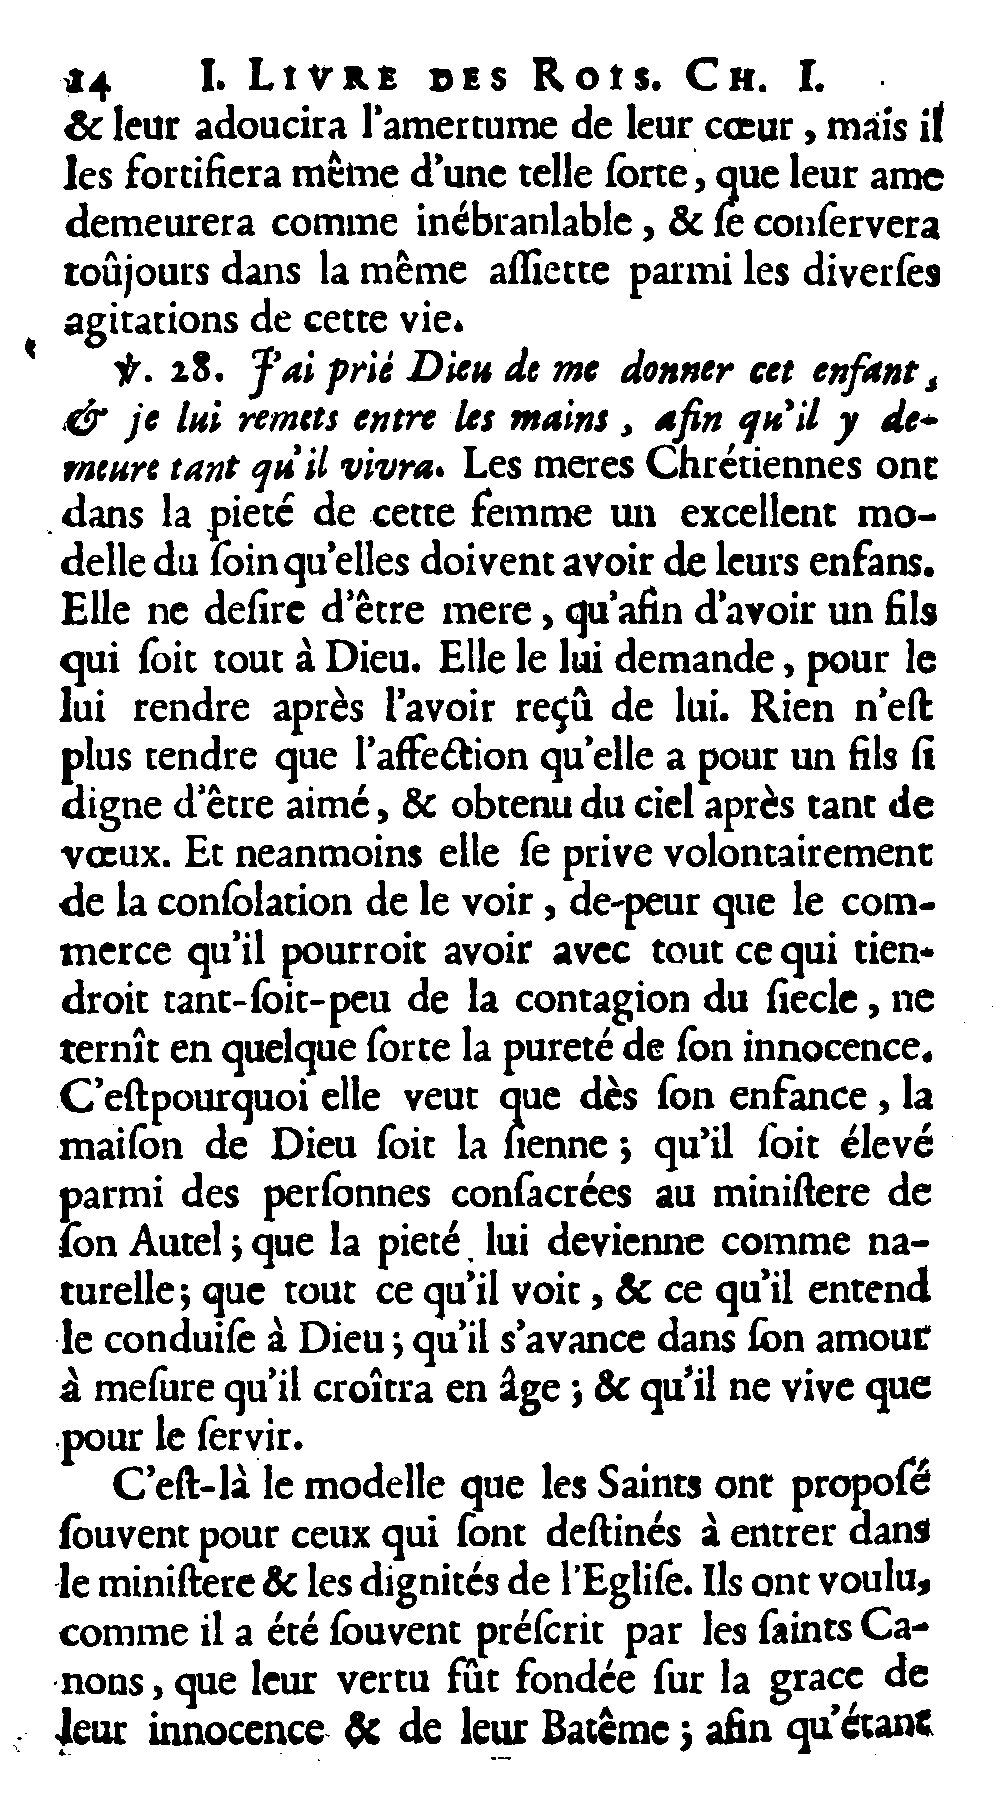 24 I. LIVRE DES ROIS. CH. I.
& leur adoucira l'amertume de leur cœur, mais il
les fortifiera même d'une telle ſorte, que leur ame
demeurera comme inébranlable, & ſe conſervera
toûjours dans la même aſſiette parmi les diverſes
agitations de cette vie.
℣. 28. J'ai prié Dieu de me donner cet enfant,
& je lui remets entre les mains, afin qu'il y de-
meure tant qu'il vivra. Les meres Chrétiennes ont
dans la pieté de cette femme un excellent mo-
delle du ſoin qu'elles doivent avoir de leurs enfans.
Elle ne deſire d'être mere, qu'afin d'avoir un fils
qui ſoit tout à Dieu. Elle le lui demande, pour le
lui rendre après l'avoir reçû de lui. Rien n'eſt
plus tendre que l'affection qu'elle a pour un fils ſi
digne d'être aimé, & obtenu du ciel après tant de
vœux. Et neanmoins elle ſe prive volontairement
de la conſolation de le voir, de-peur que le com-
merce qu'il pourroit avoir avec tout ce qui tien-
droit tant-ſoit-peu de la contagion du ſiecle, ne
ternît en quelque ſorte la pureté de ſon innocence.
C'eſtpourquoi elle veut que dès ſon enfance, la
maiſon de Dieu ſoit la ſienne; qu'il ſoit élevé
parmi des perſonnes conſacrées au miniſtere de
ſon Autel; que la pieté lui devienne comme na-
turelle; que tout ce qu'il voit, & ce qu'il entend
le conduiſe à Dieu; qu'il s'avance dans ſon amour
à meſure qu'il croîtra en âge; & qu'il ne vive que
pour le ſervir.
C'eſt-là le modelle que les Saints ont propoſé
ſouvent pour ceux qui ſont deſtinés à entrer dans
le miniſtere & les dignités de l'Egliſe. Ils ont voulu,
comme il a été ſouvent préſcrit par les ſaints Ca-
nons, que leur vertu fût fondée ſur la grace de
leur innocence & de leur Batême; afin qu'étant